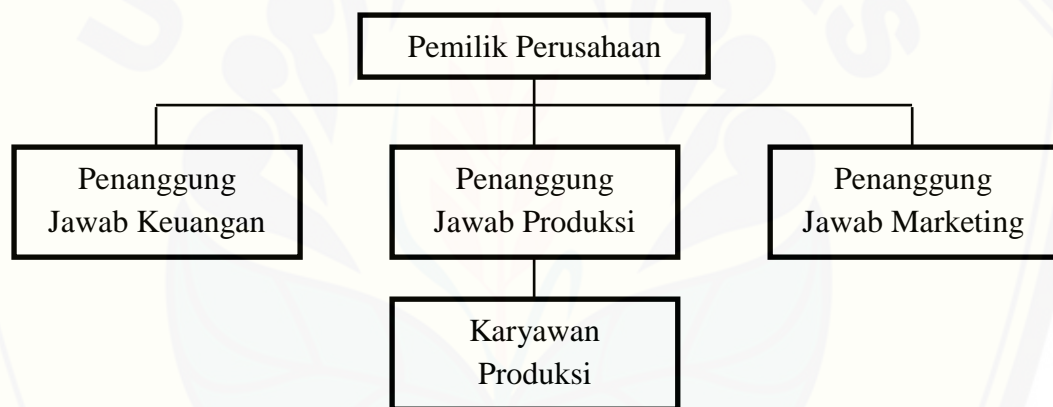 Pemilik Perusahaan
Penanggung
Jawab Keuangan
Penanggung
Jawab Produksi
Penanggung
Jawab Marketing
Karyawan
Produksi